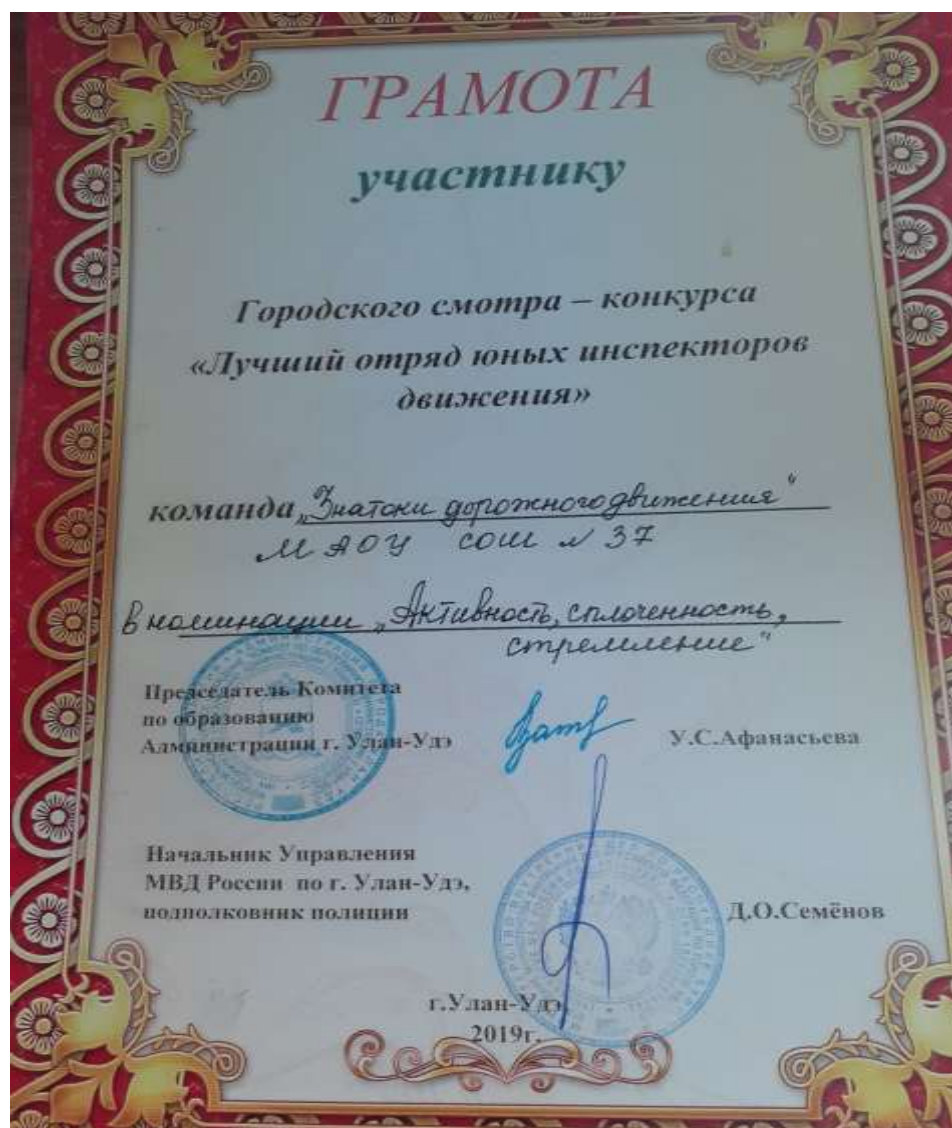 ГРАМОТА
участнику
Городского смотра – конкурса
«Лучший отряд юных инспекторов
движения»
команда „Знатоки дорожного движения"
МАОУ СОШ № 37
в номинации „Активность, сплоченность,
стремление"
Председатель Комитета
по образованию
Администрации г. Улан-Удэ
У.С.Афанасьева
Начальник Управления
МВД России по г. Улан-Удэ,
подполковник полиции
Д.О.Семёнов
г.Улан-Удэ,
2019г.